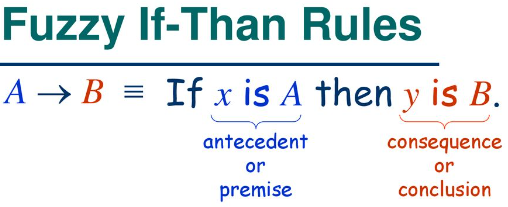 Fuzzy If-Than Rules
A → B ≡ If x is A then y is B.
antecedent
or
premise
consequence
or
conclusion